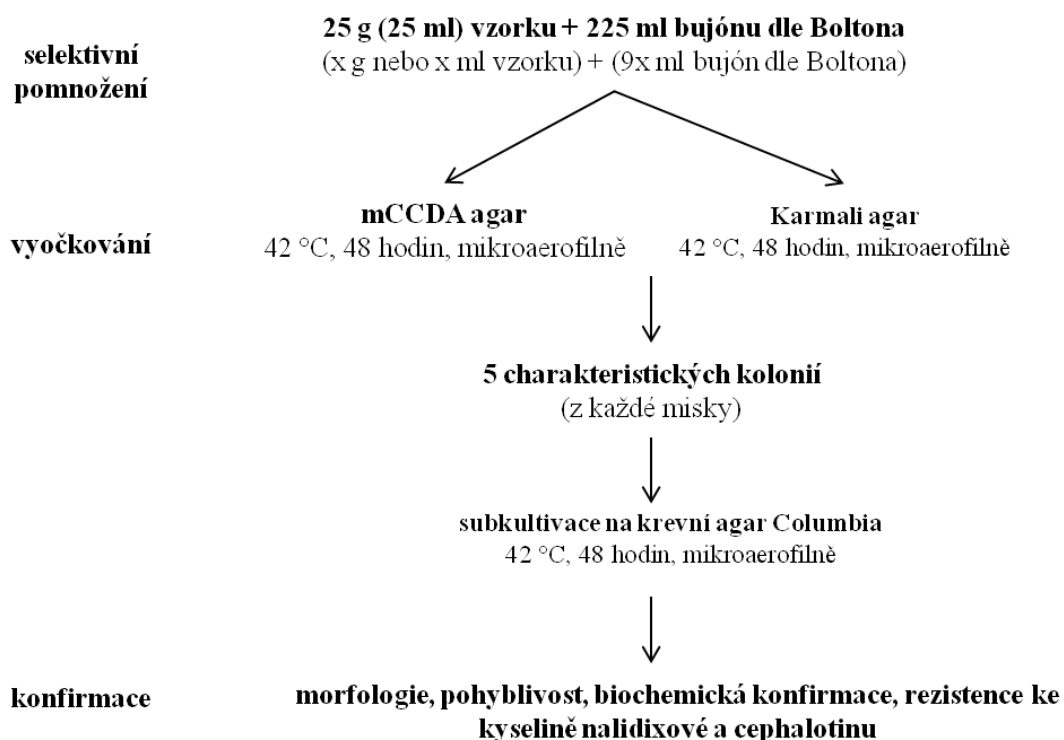 selektivní
pomnožení
25 g (25 ml) vzorku + 225 ml bujónu dle Boltona
(x g nebo x ml vzorku) + (9x ml bujón dle Boltona)
vyočkování
mCCDA agar
42 °C, 48 hodin, mikroaerofilně
Karmali agar
42 °C, 48 hodin, mikroaerofilně
5 charakteristických kolonií
(z každé misky)
subkultivace na krevní agar Columbia
42 °C, 48 hodin, mikroaerofilně
konfirmace
morfologie, pohyblivost, biochemická konfirmace, rezistence ke
kyselině nalidixové a cephalotinu